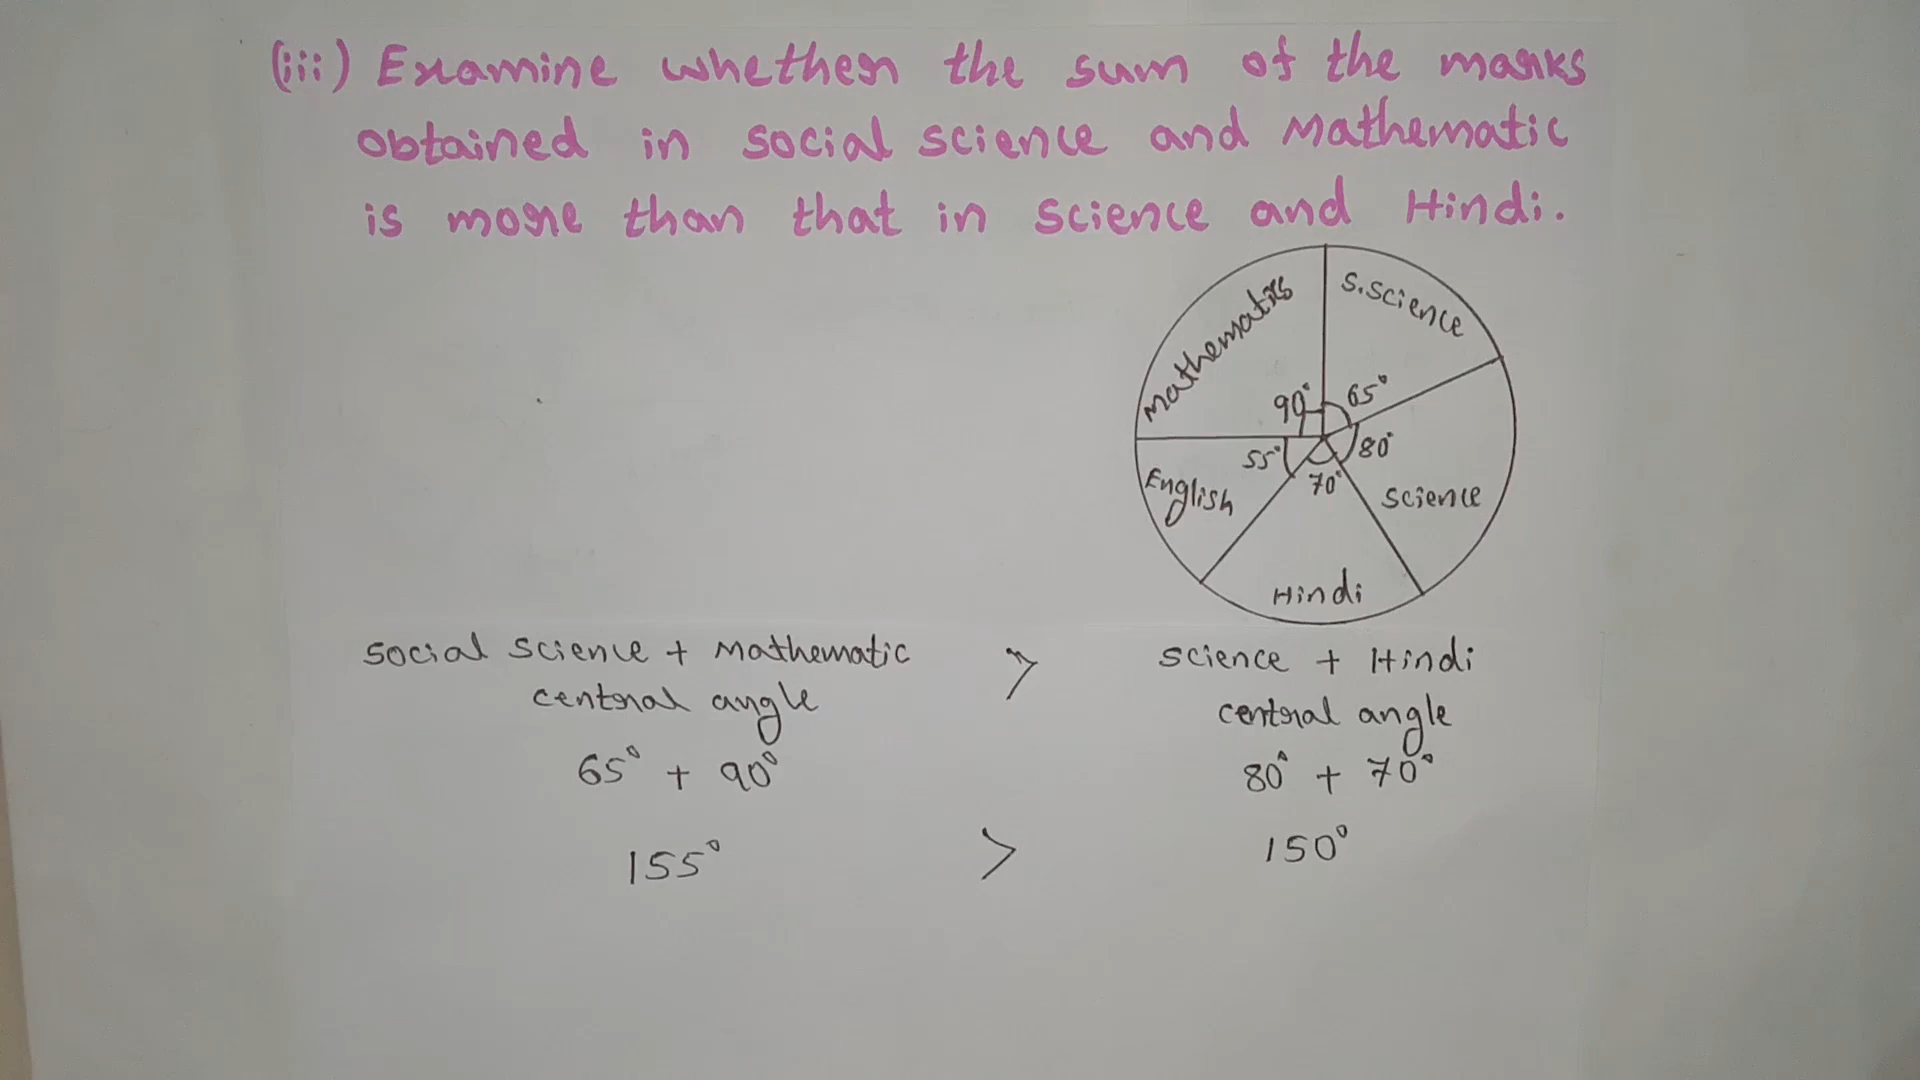 (iii) Examine whether the sum of the marks
obtained in social science and Mathematic
is more than that in science and Hindi.
Mathematics
S.Science
90°
65°
55°
80°
70°
English
Science
Hindi
social science + Mathematic > science + Hindi
central angle central angle
65° + 90° 80° + 70°
155° > 150°